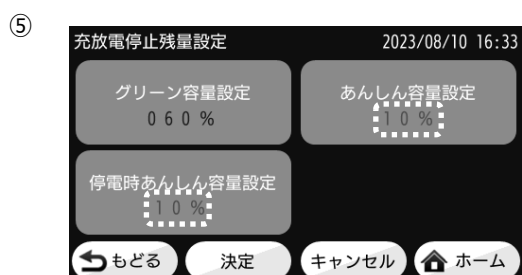 ⑤
充放電停止残量設定 2023/08/10 16:33
グリーン容量設定 あんしん容量設定
060% 10%
停電時あんしん容量設定
10%
もどる 決定 キャンセル ホーム